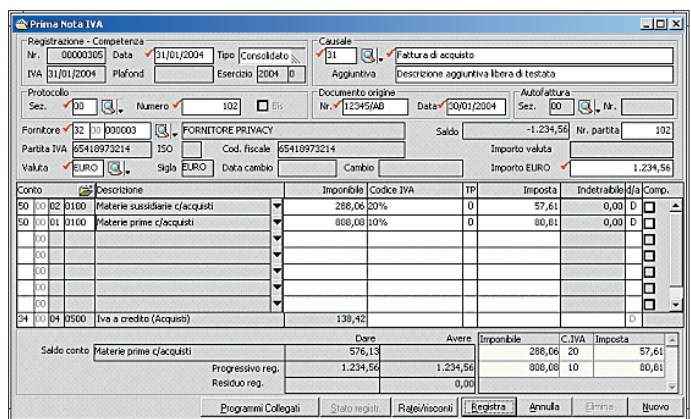 Prima Nota IVA
Registrazione - Competenza
Causale
Nr. 00000305 Data 31/01/2004 Tipo Consolidato
31 Fattura di acquisto
IVA 31/01/2004 Plafond Esercizio 2004 0
Aggiuntiva Descrizione aggiuntiva libera di testata
Protocollo
Documento origine
Autofattura
Sez. 00 Numero 102 Bis
Nr. 12345/AB Data 30/01/2004
Sez. 00 Nr.
Fornitore 32 00 000003 FORNITORE PRIVACY Saldo -1.234,56 Nr. partita 102
Partita IVA 65418973214 ISO Cod. fiscale 65418973214 Importo valuta
Valuta EURO Sigla EURO Data cambio Cambio Importo EURO 1.234,56
Conto Descrizione Imponibile Codice IVA TP Imposta Indetraibile d/a Comp.
50 00 02 0100 Materie sussidiarie c/acquisti 288,06 20% 0 57,61 0,00 D
50 00 01 0100 Materie prime c/acquisti 808,08 10% 0 80,81 0,00 D
00
00
00
00
00
34 00 04 0500 Iva a credito (Acquisti) 138,42 D
Dare Avere Imponibile C.IVA Imposta
Saldo conto Materie prime c/acquisti 576,13 288,06 20 57,61
Progressivo reg. 1.234,56 1.234,56 808,08 10 80,81
Residuo reg. 0,00
Programmi Collegati Stato registr. Ratei/risconti Registra Annulla Elimina Nuovo